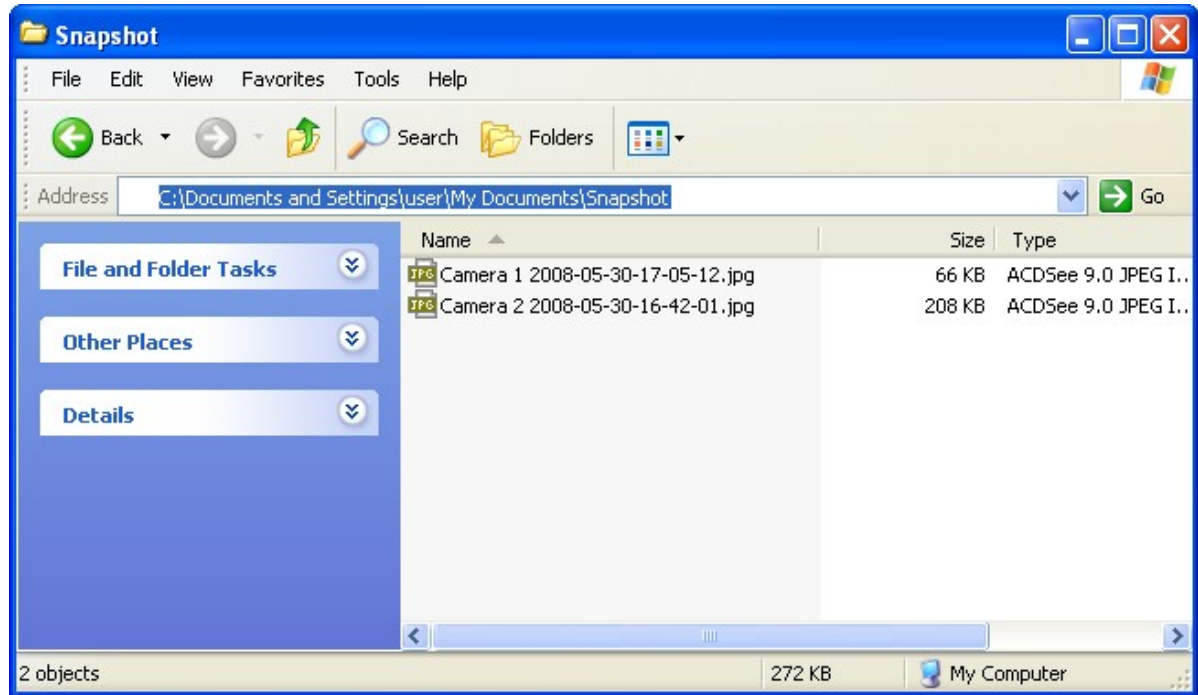 Snapshot
File Edit View Favorites Tools Help
Back Search Folders
Address C:\Documents and Settings\user\My Documents\Snapshot Go
Name Size Type
File and Folder Tasks
JPG Camera 1 2008-05-30-17-05-12.jpg 66 KB ACDSee 9.0 JPEG I..
JPG Camera 2 2008-05-30-16-42-01.jpg 208 KB ACDSee 9.0 JPEG I..
Other Places
Details
2 objects 272 KB My Computer